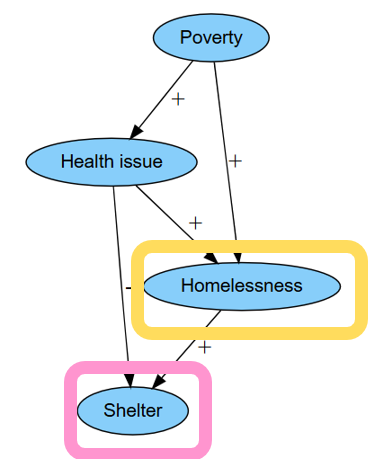 Poverty
+
Health issue
+
+
Homelessness
-
+
Shelter